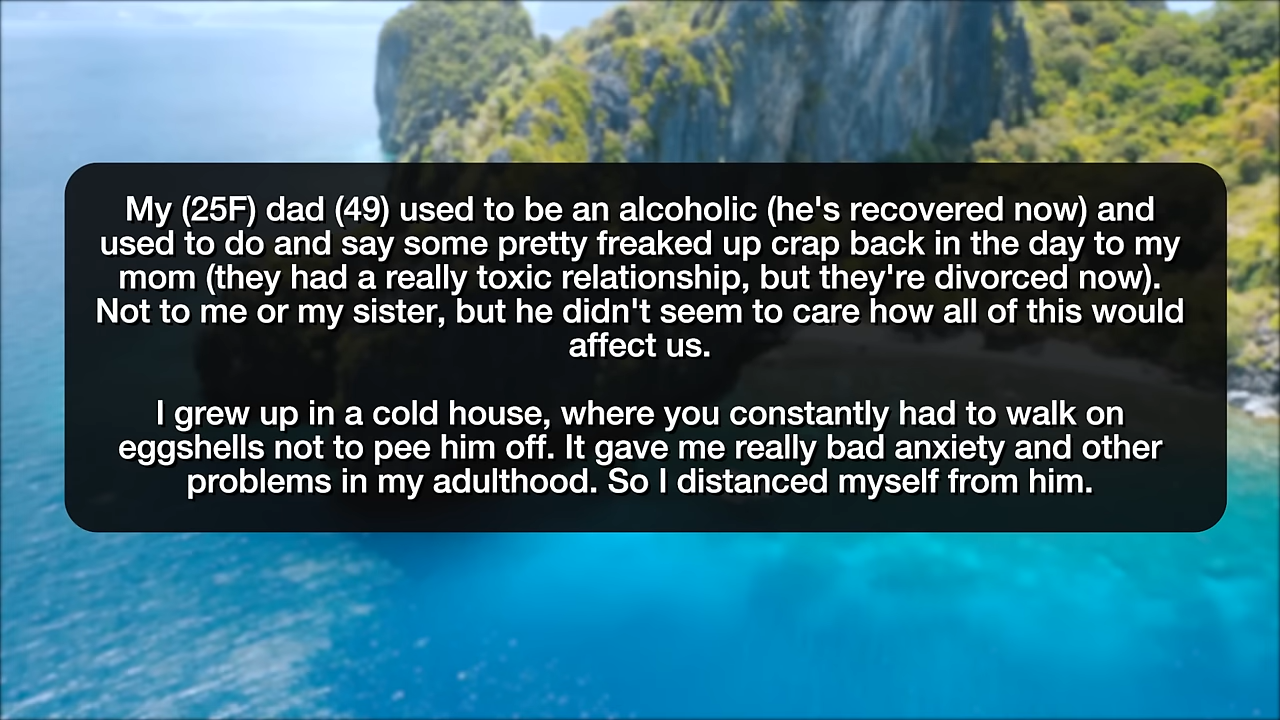 My (25F) dad (49) used to be an alcoholic (he's recovered now) and
used to do and say some pretty freaked up crap back in the day to my
mom (they had a really toxic relationship, but they're divorced now).
Not to me or my sister, but he didn't seem to care how all of this would
affect us.
I grew up in a cold house, where you constantly had to walk on
eggshells not to pee him off. It gave me really bad anxiety and other
problems in my adulthood. So I distanced myself from him.